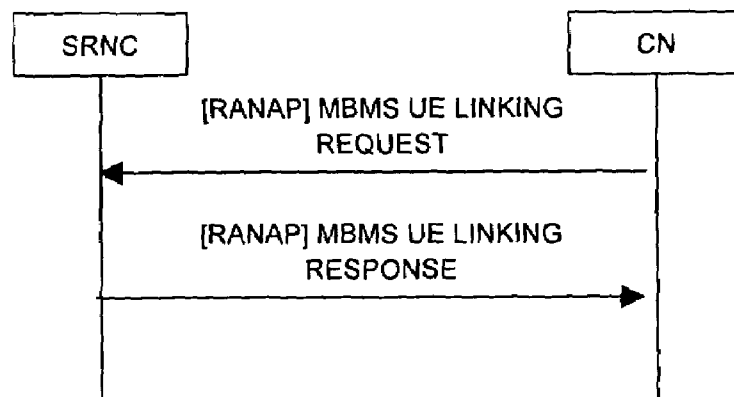 SRNC
CN
[RANAP] MBMS UE LINKING
REQUEST
[RANAP] MBMS UE LINKING
RESPONSE